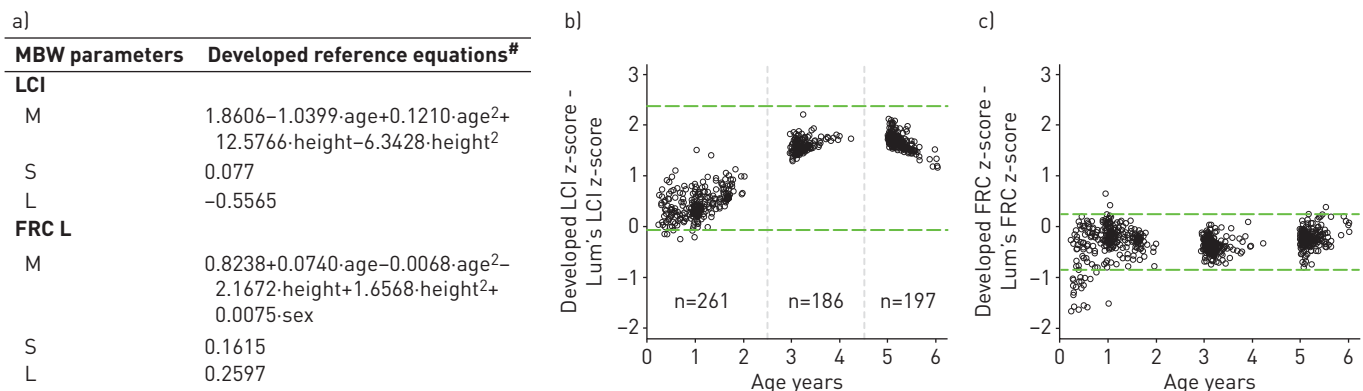 a)
MBW parameters Developed reference equations#
LCI
M 1.8606–1.0399·age+0.1210·age2+
12.5766·height–6.3428·height2
S 0.077
L –0.5565
FRC L
M 0.8238+0.0740·age–0.0068·age2–
2.1672·height+1.6568·height2+
0.0075·sex
S 0.1615
L 0.2597
b)
Developed LCI z-score -
Lum's LCI z-score
3
2
1
0
–1
–2
n=261 n=186 n=197
0 1 2 3 4 5 6
Age years
c)
Developed FRC z-score -
Lum's FRC z-score
3
2
1
0
–1
–2
0 1 2 3 4 5 6
Age years